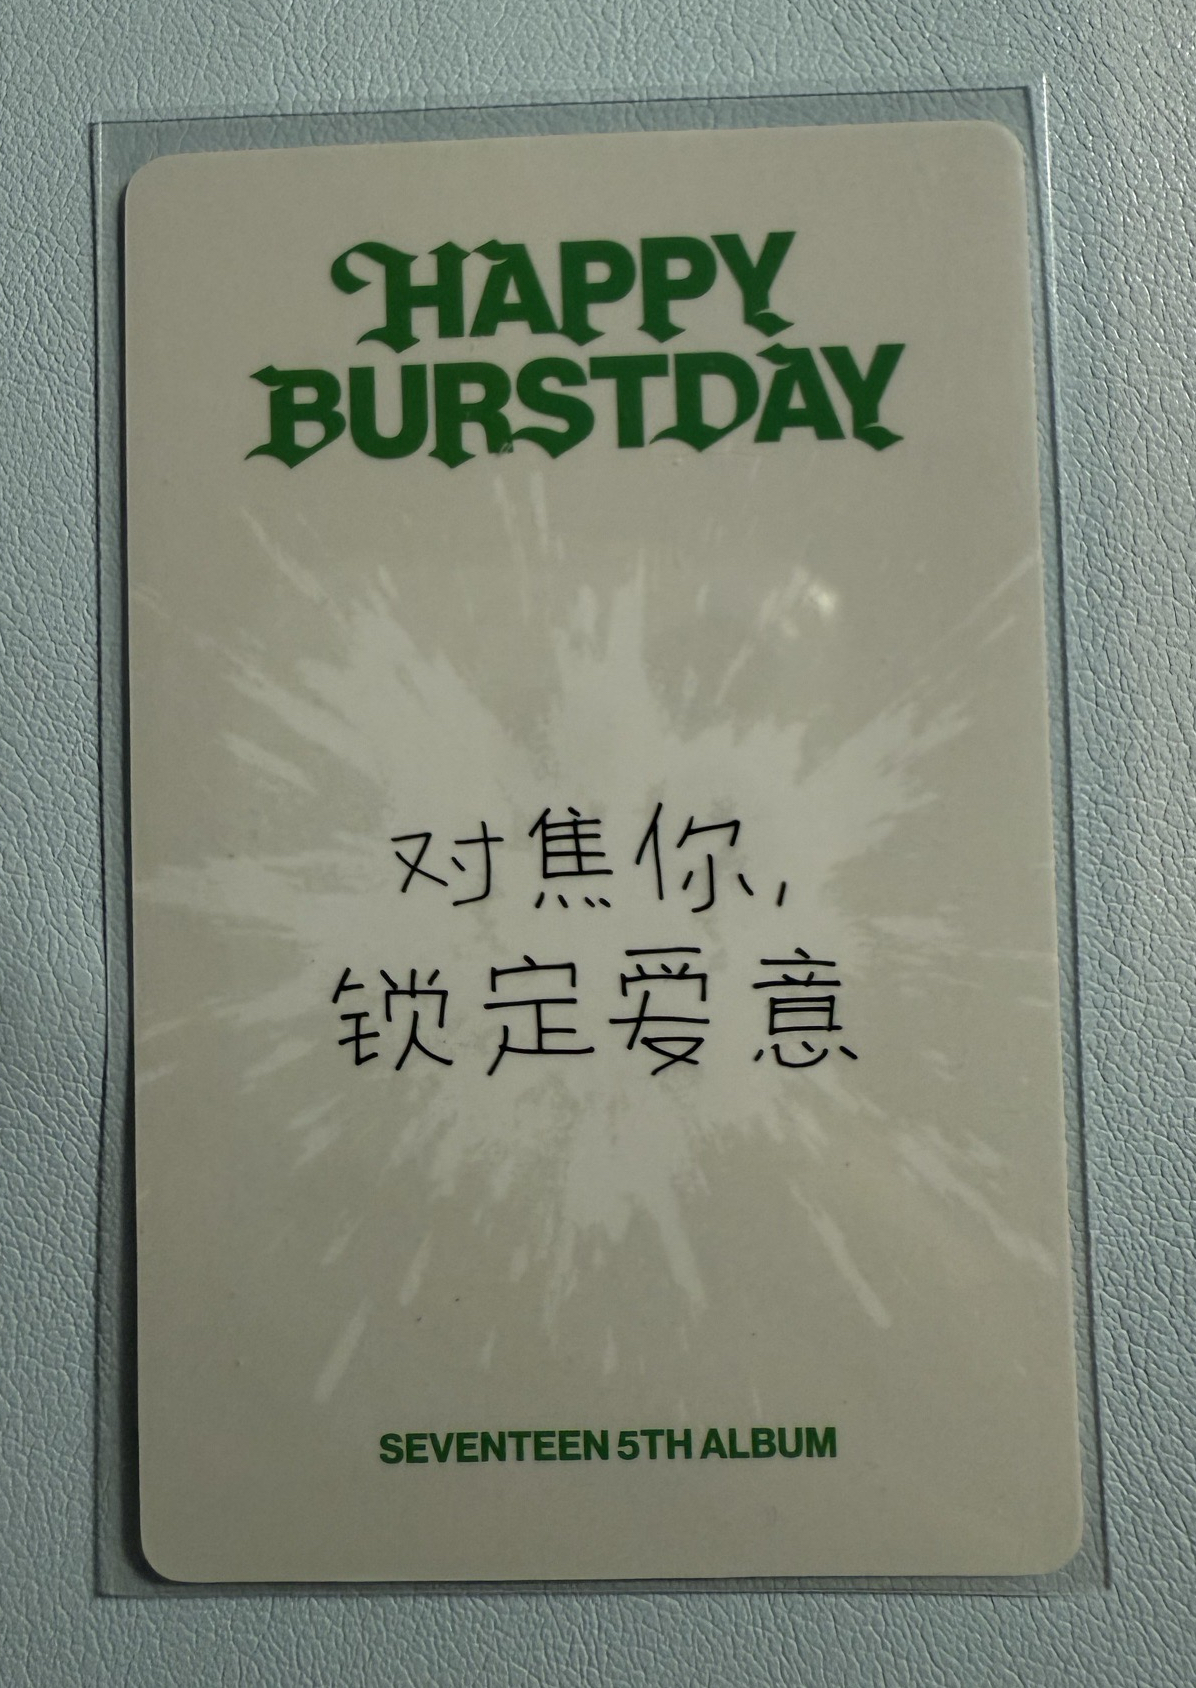 HAPPY
BURSTDAY
对焦你,
锁定爱意
SEVENTEEN 5TH ALBUM